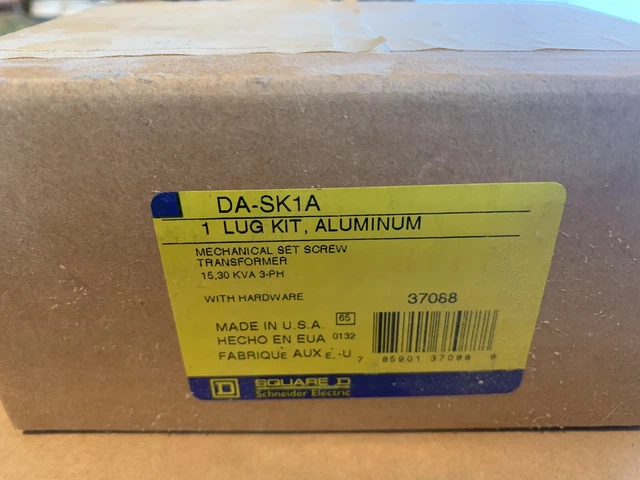 DA-SK1A
1 LUG KIT, ALUMINUM
MECHANICAL SET SCREW
TRANSFORMER
15,30 KVA 3-PH
WITH HARDWARE
37088
MADE IN U.S.A. 65
HECHO EN EUA 0132
FABRIQUE AUX E.-U
7 85901 37088 6
D SQUARE D
Schneider Electric